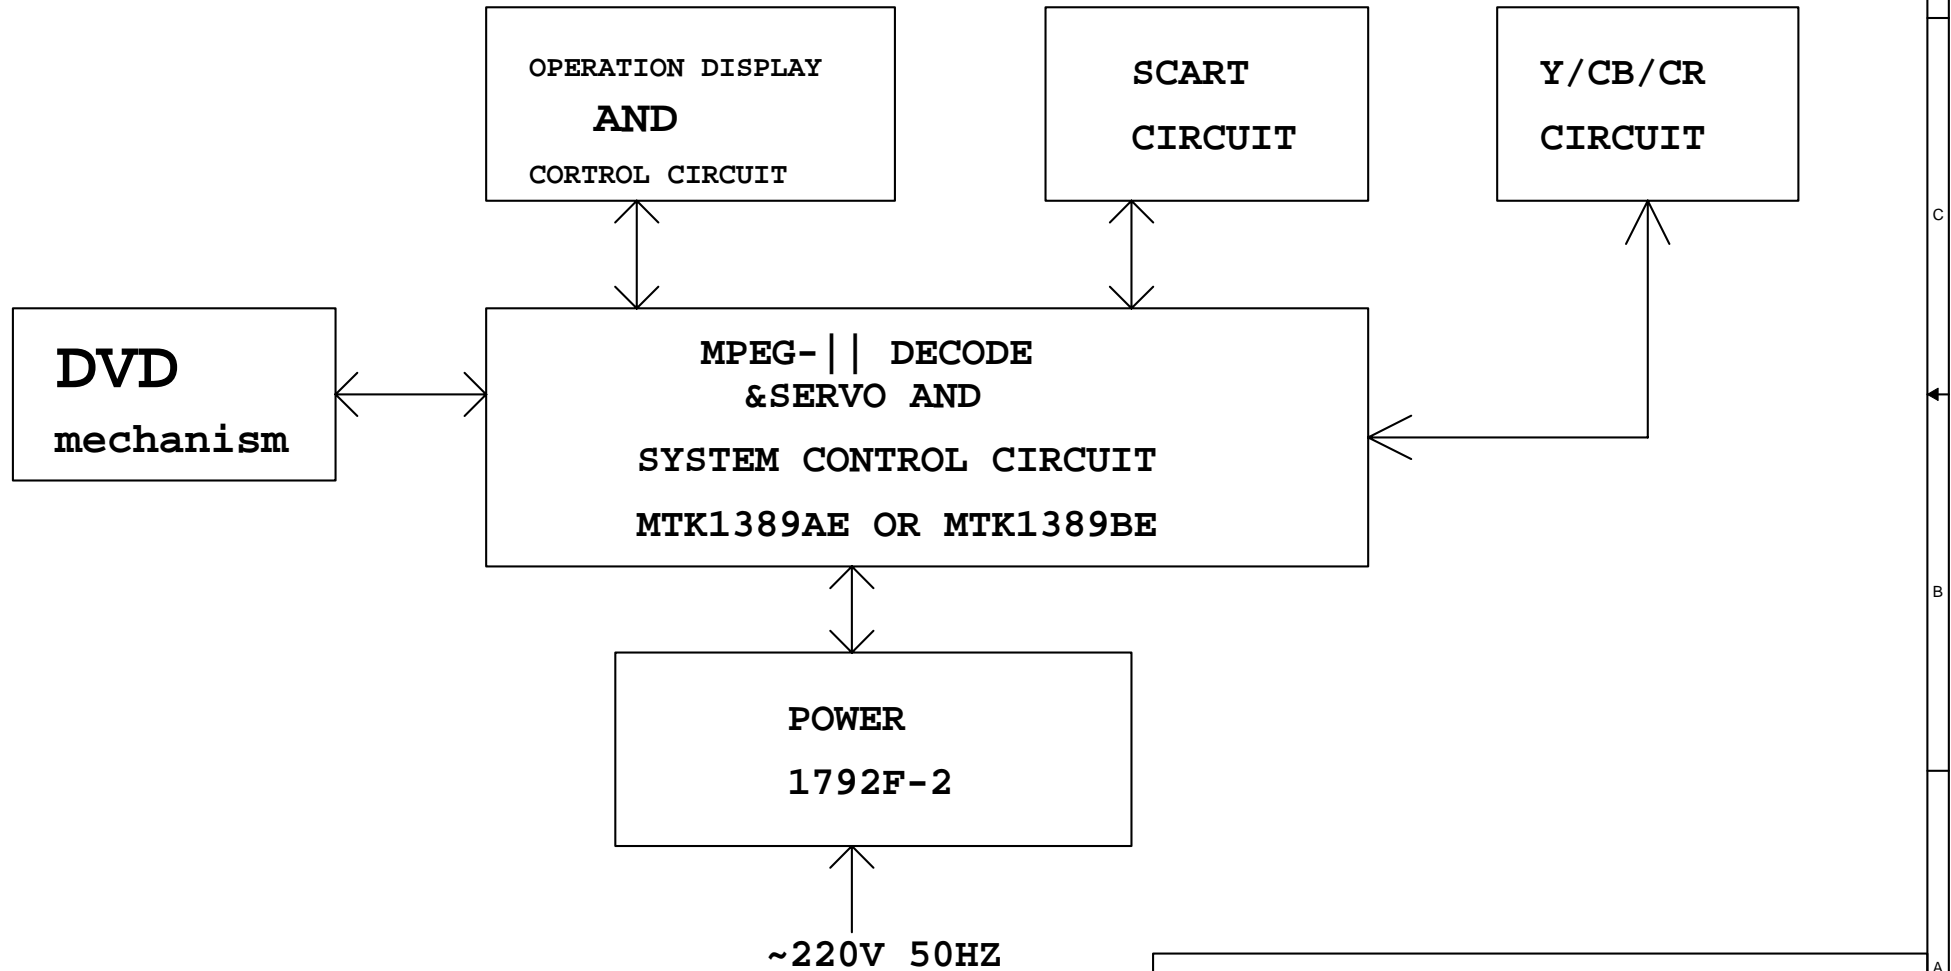 OPERATION DISPLAY
AND
CORTROL CIRCUIT
SCART
CIRCUIT
Y/CB/CR
CIRCUIT
C
DVD
mechanism
MPEG-|| DECODE
&SERVO AND
SYSTEM CONTROL CIRCUIT
MTK1389AE OR MTK1389BE
B
POWER
1792F-2
~220V 50HZ
A